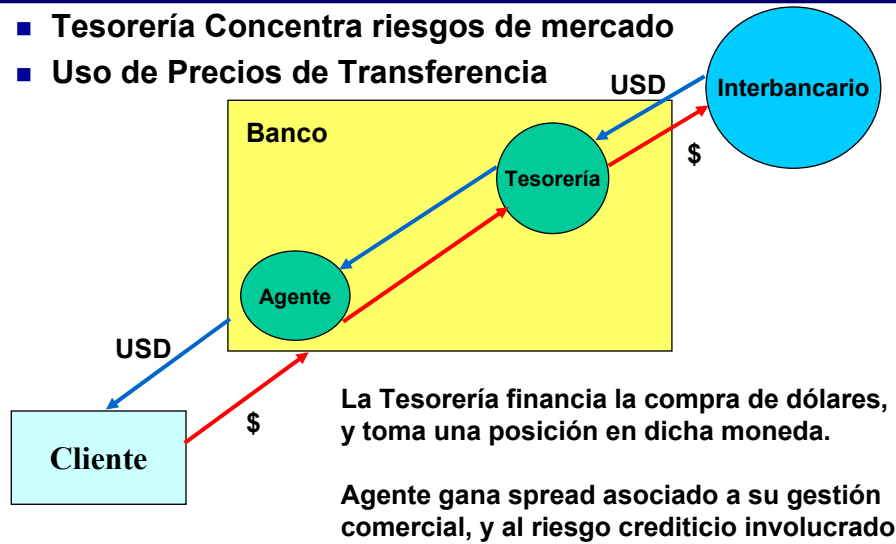 Tesorería Concentra riesgos de mercado
Uso de Precios de Transferencia
USD
Interbancario
Banco
$
Tesorería
Agente
USD
$
Cliente
La Tesorería financia la compra de dólares,
y toma una posición en dicha moneda.
Agente gana spread asociado a su gestión
comercial, y al riesgo crediticio involucrado